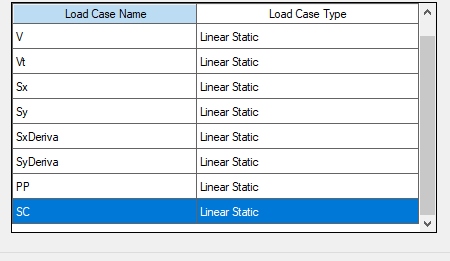 Load Case Name Load Case Type
V Linear Static
Vt Linear Static
Sx Linear Static
Sy Linear Static
SxDeriva Linear Static
SyDeriva Linear Static
PP Linear Static
SC Linear Static